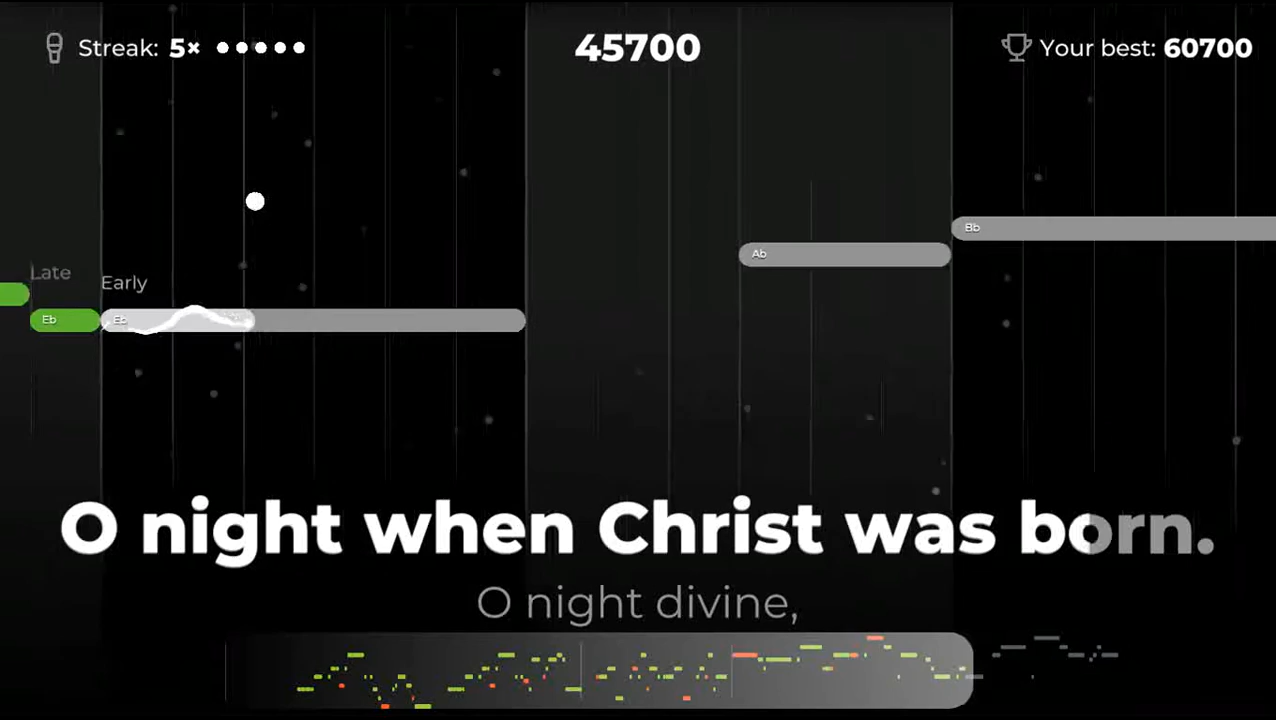 Streak: 5× 45700 Your best: 60700
Ab Bb
Late Early
Eb Eb
O night when Christ was born.
O night divine,